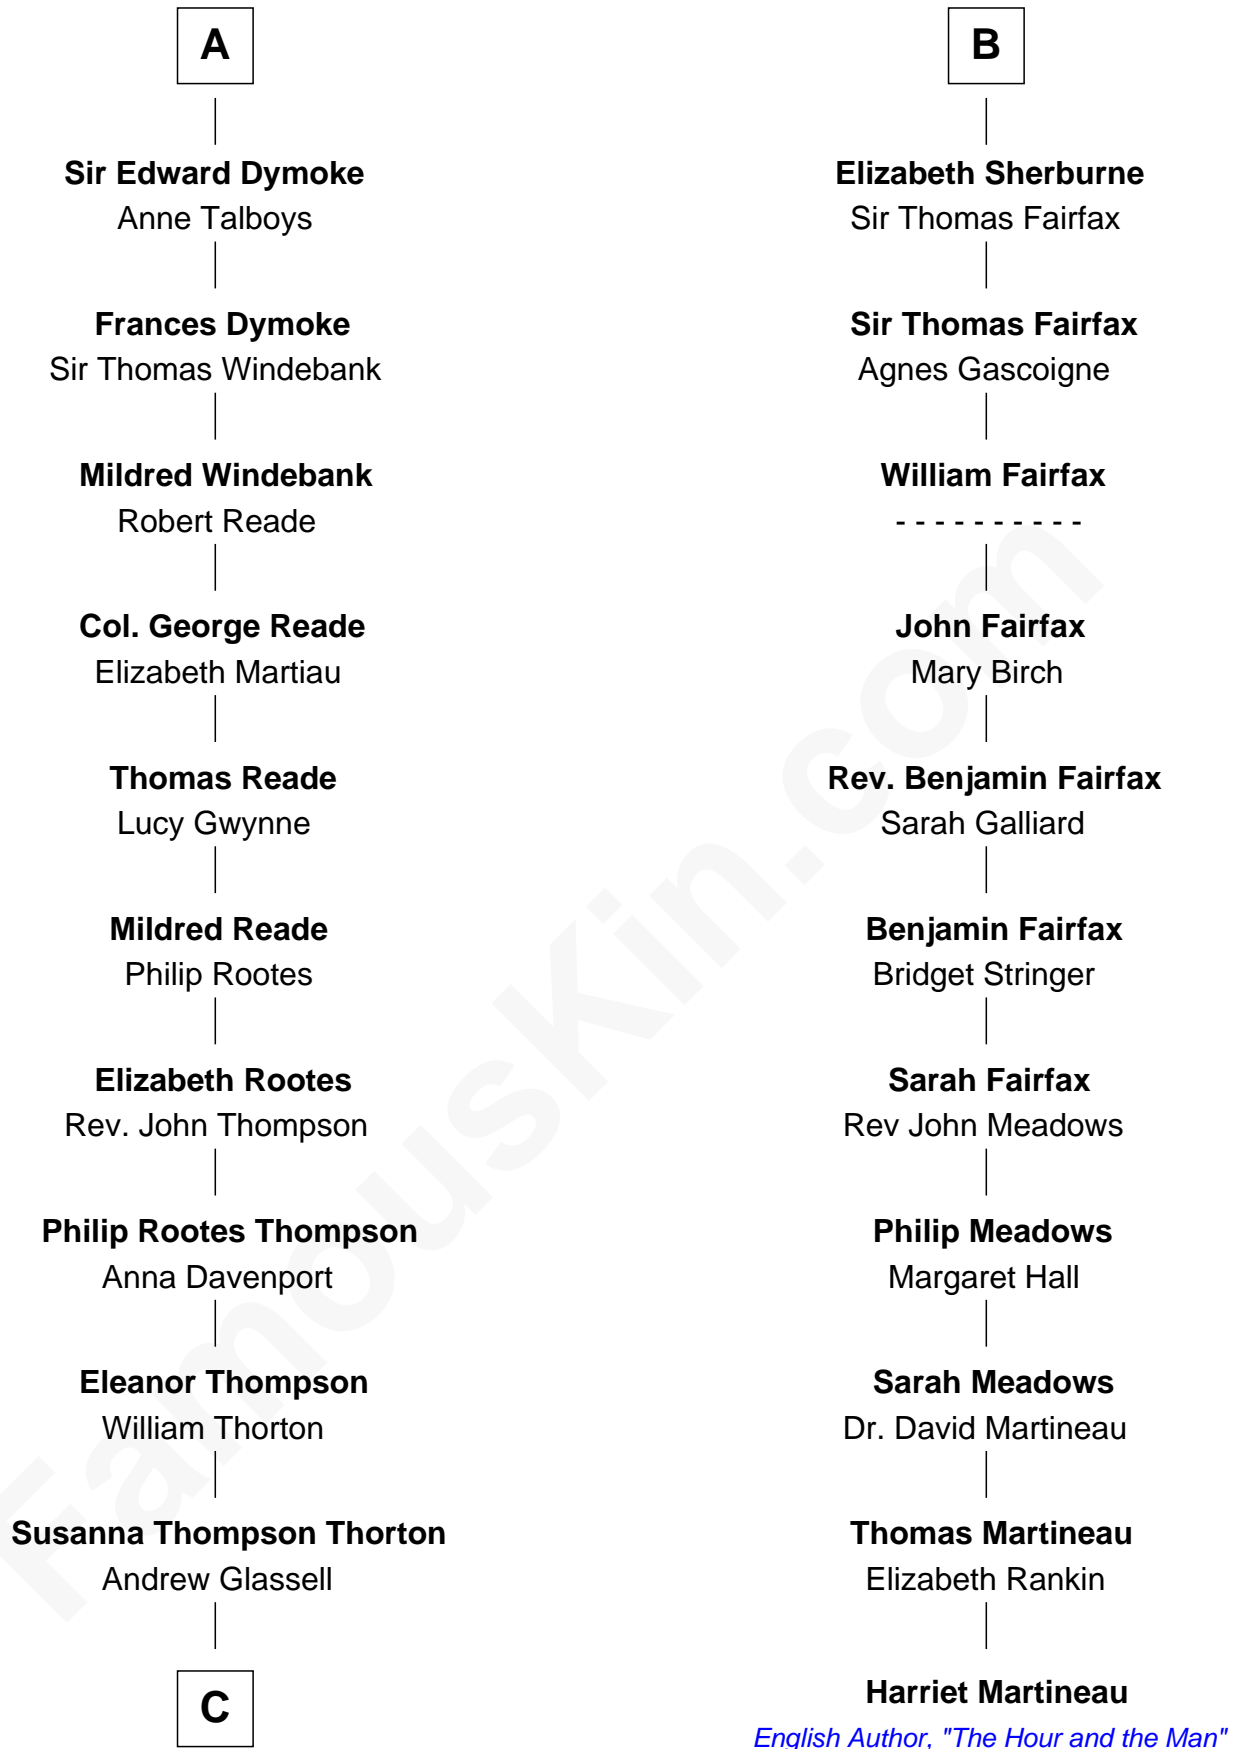 A
Sir Edward Dymoke
Anne Talboys
Frances Dymoke
Sir Thomas Windebank
Mildred Windebank
Robert Reade
Col. George Reade
Elizabeth Martiau
Thomas Reade
Lucy Gwynne
Mildred Reade
Philip Rootes
Elizabeth Rootes
Rev. John Thompson
Philip Rootes Thompson
Anna Davenport
Eleanor Thompson
William Thorton
Susanna Thompson Thorton
Andrew Glassell
C
B
Elizabeth Sherburne
Sir Thomas Fairfax
Sir Thomas Fairfax
Agnes Gascoigne
William Fairfax
- - - - - - - - - -
John Fairfax
Mary Birch
Rev. Benjamin Fairfax
Sarah Galliard
Benjamin Fairfax
Bridget Stringer
Sarah Fairfax
Rev John Meadows
Philip Meadows
Margaret Hall
Sarah Meadows
Dr. David Martineau
Thomas Martineau
Elizabeth Rankin
Harriet Martineau
English Author, "The Hour and the Man"
FamousKin.com